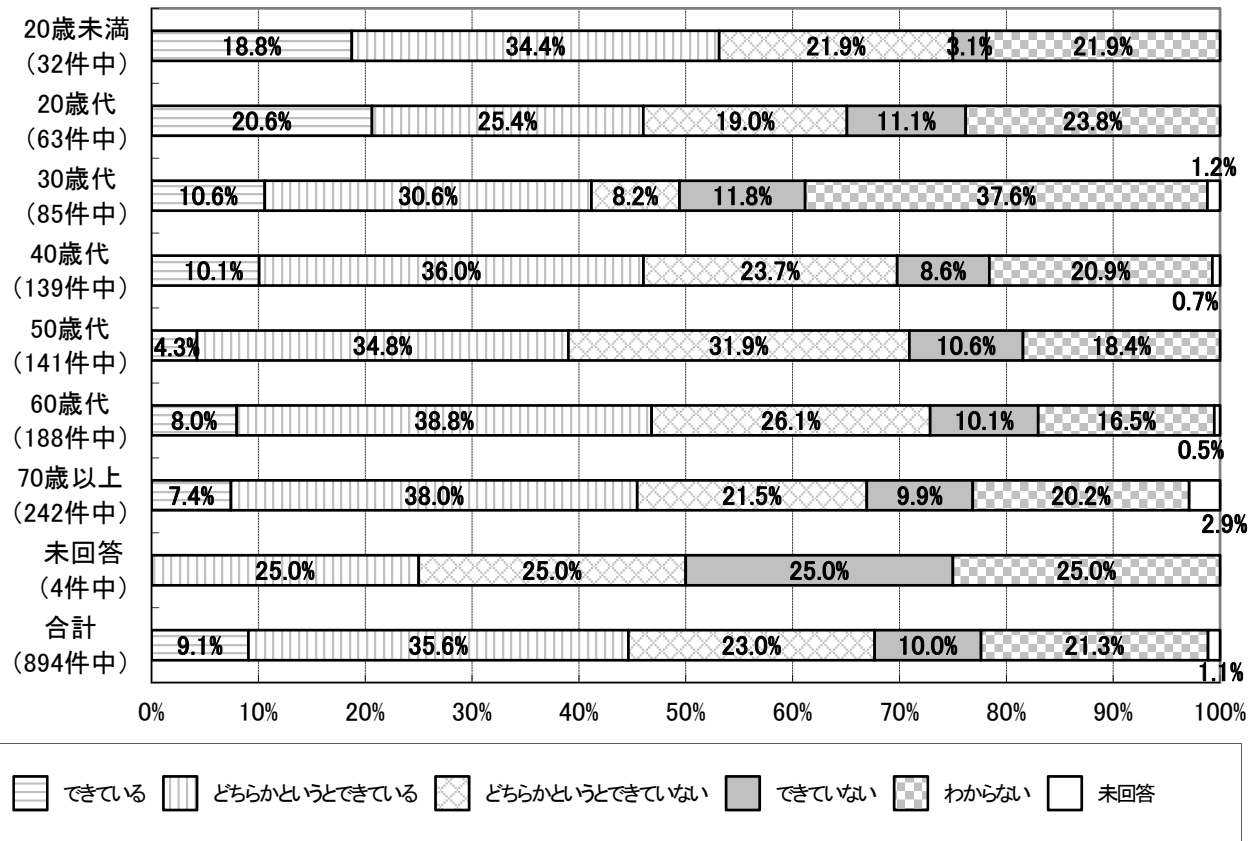 20歳未満
(32件中)
18.8% 34.4% 21.9% 3.1% 21.9%
20歳代
(63件中)
20.6% 25.4% 19.0% 11.1% 23.8%
30歳代
(85件中)
10.6% 30.6% 8.2% 11.8% 37.6% 1.2%
40歳代
(139件中)
10.1% 36.0% 23.7% 8.6% 20.9% 0.7%
50歳代
(141件中)
4.3% 34.8% 31.9% 10.6% 18.4%
60歳代
(188件中)
8.0% 38.8% 26.1% 10.1% 16.5% 0.5%
70歳以上
(242件中)
7.4% 38.0% 21.5% 9.9% 20.2% 2.9%
未回答
(4件中)
25.0% 25.0% 25.0% 25.0%
合計
(894件中)
9.1% 35.6% 23.0% 10.0% 21.3% 1.1%
0% 10% 20% 30% 40% 50% 60% 70% 80% 90% 100%
できている どちらかというとできている どちらかというとできていない できていない わからない 未回答